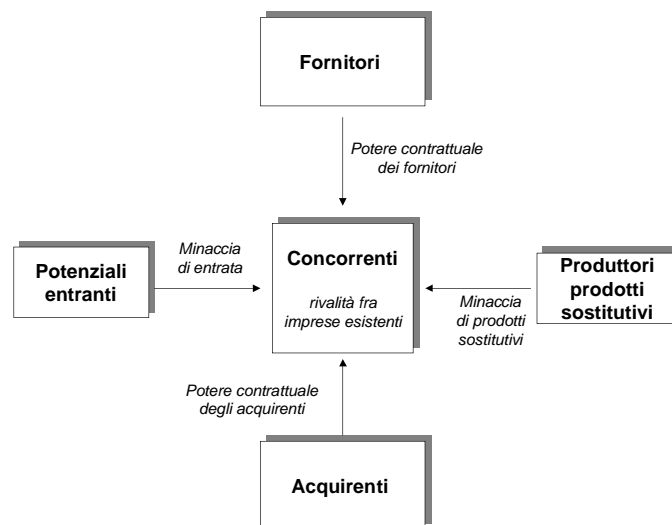 Fornitori
Potere contrattuale
dei fornitori
Potenziali
entranti
Minaccia
di entrata
Concorrenti
rivalità fra
imprese esistenti
Minaccia
di prodotti
sostitutivi
Produttori
prodotti
sostitutivi
Potere contrattuale
degli acquirenti
Acquirenti